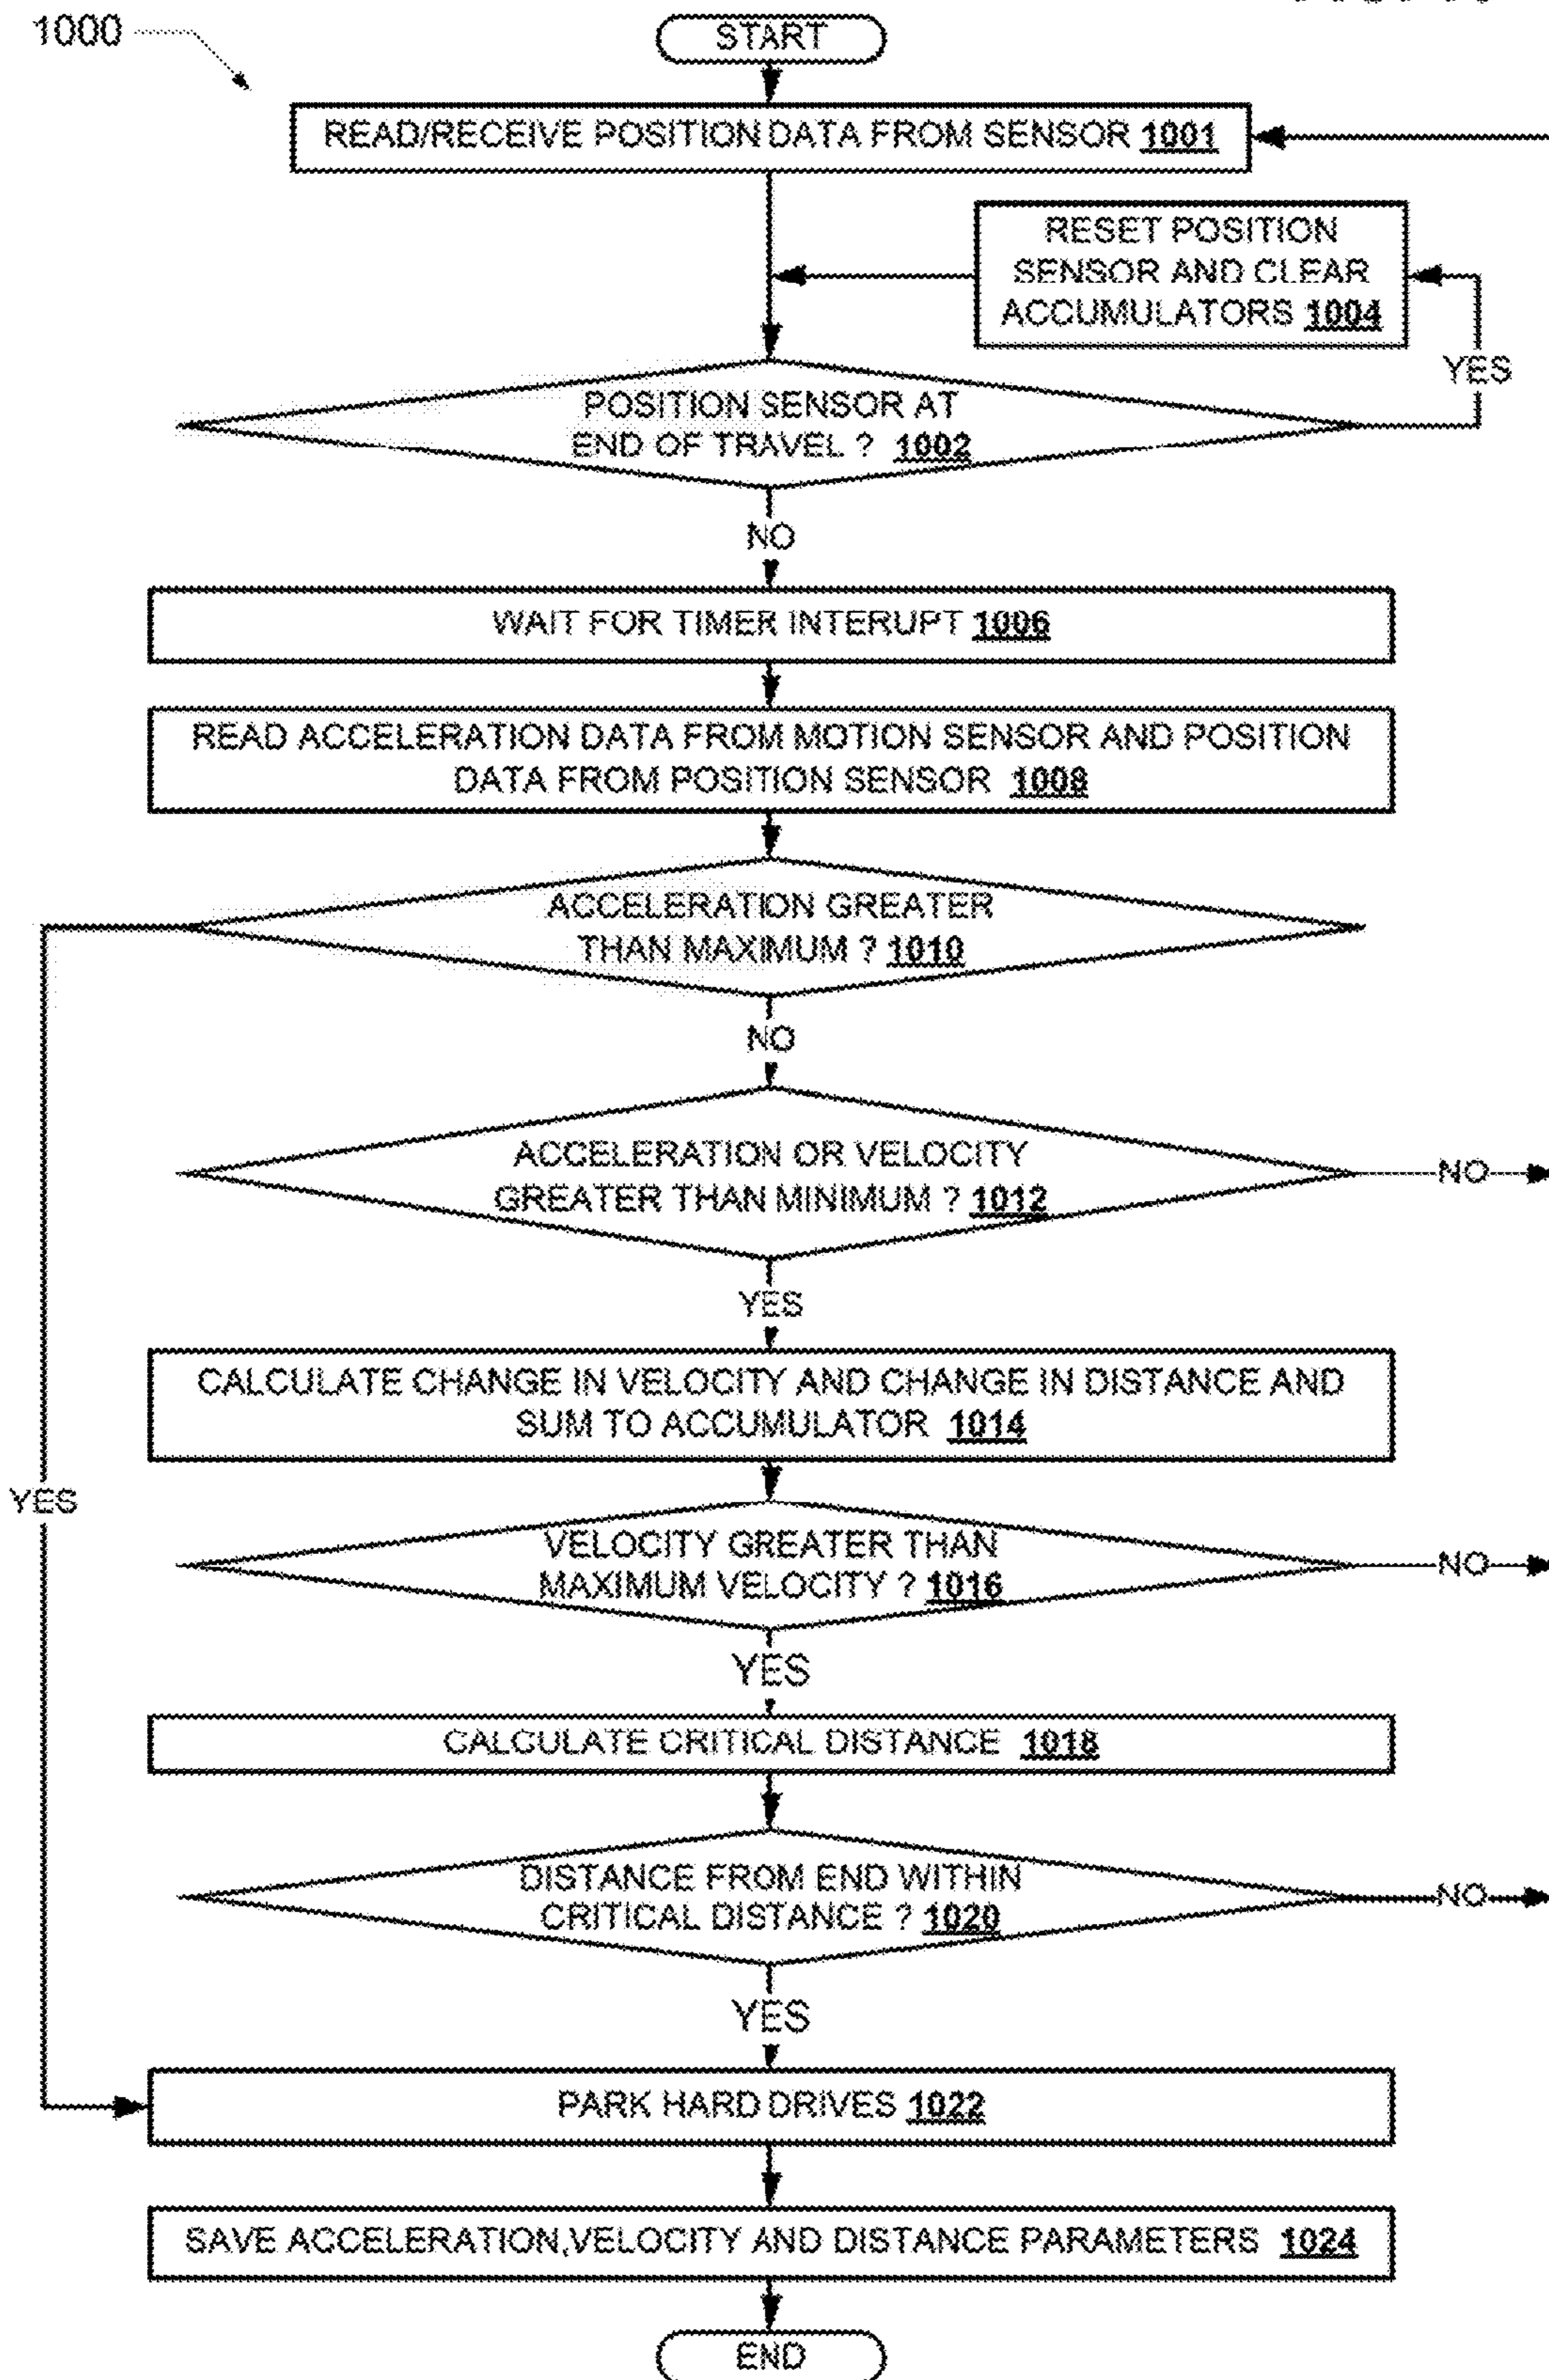 1000
START
READ/RECEIVE POSITION DATA FROM SENSOR 1001
RESET POSITION
SENSOR AND CLEAR
ACCUMULATORS 1004
YES
POSITION SENSOR AT
END OF TRAVEL ? 1002
NO
WAIT FOR TIMER INTERUPT 1006
READ ACCELERATION DATA FROM MOTION SENSOR AND POSITION
DATA FROM POSITION SENSOR 1008
ACCELERATION GREATER
THAN MAXIMUM ? 1010
NO
ACCELERATION OR VELOCITY
GREATER THAN MINIMUM ? 1012
NO
YES
CALCULATE CHANGE IN VELOCITY AND CHANGE IN DISTANCE AND
SUM TO ACCUMULATOR 1014
YES
VELOCITY GREATER THAN
MAXIMUM VELOCITY ? 1016
NO
YES
CALCULATE CRITICAL DISTANCE 1018
DISTANCE FROM END WITHIN
CRITICAL DISTANCE ? 1020
NO
YES
PARK HARD DRIVES 1022
SAVE ACCELERATION,VELOCITY AND DISTANCE PARAMETERS 1024
END